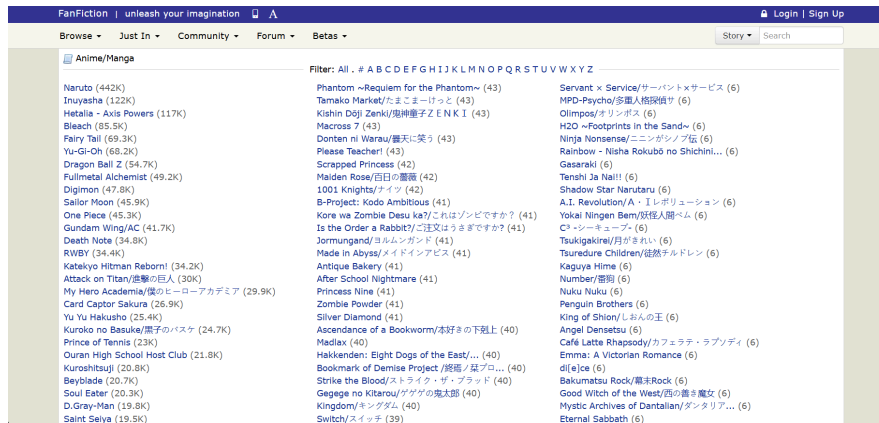 FanFiction | unleash your imagination
Login | Sign Up
Browse Just In Community Forum Betas
Story Search
Anime/Manga
Filter: All . # A B C D E F G H I J K L M N O P Q R S T U V W X Y Z
Naruto (442K)
Inuyasha (122K)
Hetalia - Axis Powers (117K)
Bleach (85.5K)
Fairy Tail (69.3K)
Yu-Gi-Oh (68.2K)
Dragon Ball Z (54.7K)
Fullmetal Alchemist (49.2K)
Digimon (47.8K)
Sailor Moon (45.9K)
One Piece (45.3K)
Gundam Wing/AC (41.7K)
Death Note (34.8K)
RWBY (34.4K)
Katekyo Hitman Reborn! (34.2K)
Attack on Titan/進撃の巨人 (30K)
My Hero Academia/僕のヒーローアカデミア (29.9K)
Card Captor Sakura (26.9K)
Yu Yu Hakusho (25.4K)
Kuroko no Basuke/黒子のバスケ (24.7K)
Prince of Tennis (23K)
Ouran High School Host Club (21.8K)
Kuroshitsuji (20.8K)
Beyblade (20.7K)
Soul Eater (20.3K)
D.Gray-Man (19.8K)
Saint Seiya (19.5K)
Phantom ~Requiem for the Phantom~ (43)
Tamako Market/たまこまーけっと (43)
Kishin Dōji Zenki/鬼神童子ＺＥＮＫＩ (43)
Macross 7 (43)
Donten ni Warau/曇天に笑う (43)
Please Teacher! (43)
Scrapped Princess (42)
Maiden Rose/百日の薔薇 (42)
1001 Knights/ナイツ (42)
B-Project: Kodo Ambitious (41)
Kore wa Zombie Desu ka?/これはゾンビですか？ (41)
Is the Order a Rabbit?/ご注文はうさぎですか? (41)
Jormungand/ヨルムンガンド (41)
Made in Abyss/メイドインアビス (41)
Antique Bakery (41)
After School Nightmare (41)
Princess Nine (41)
Zombie Powder (41)
Silver Diamond (41)
Ascendance of a Bookworm/本好きの下剋上 (40)
Madlax (40)
Hakkenden: Eight Dogs of the East/... (40)
Bookmark of Demise Project /終焉ノ栞プロ... (40)
Strike the Blood/ストライク・ザ・ブラッド (40)
Gegege no Kitarou/ゲゲゲの鬼太郎 (40)
Kingdom/キングダム (40)
Switch/スイッチ (39)
Servant × Service/サーバント×サービス (6)
MPD-Psycho/多重人格探偵サ (6)
Olimpos/オリンポス (6)
H2O ~Footprints in the Sand~ (6)
Ninja Nonsense/ニニンがシノブ伝 (6)
Rainbow - Nisha Rokubō no Shichini... (6)
Gasaraki (6)
Tenshi Ja Nai!! (6)
Shadow Star Narutaru (6)
A.I. Revolution/Ａ・Ｉレボリューション (6)
Yokai Ningen Bem/妖怪人間ベム (6)
C³ -シーキューブ- (6)
Tsukigakirei/月がきれい (6)
Tsuredure Children/徒然チルドレン (6)
Kaguya Hime (6)
Number/番狗 (6)
Nuku Nuku (6)
Penguin Brothers (6)
King of Shion/しおんの王 (6)
Angel Densetsu (6)
Café Latte Rhapsody/カフェラテ・ラプソディ (6)
Emma: A Victorian Romance (6)
di[e]ce (6)
Bakumatsu Rock/幕末Rock (6)
Good Witch of the West/西の善き魔女 (6)
Mystic Archives of Dantalian/ダンタリア... (6)
Eternal Sabbath (6)